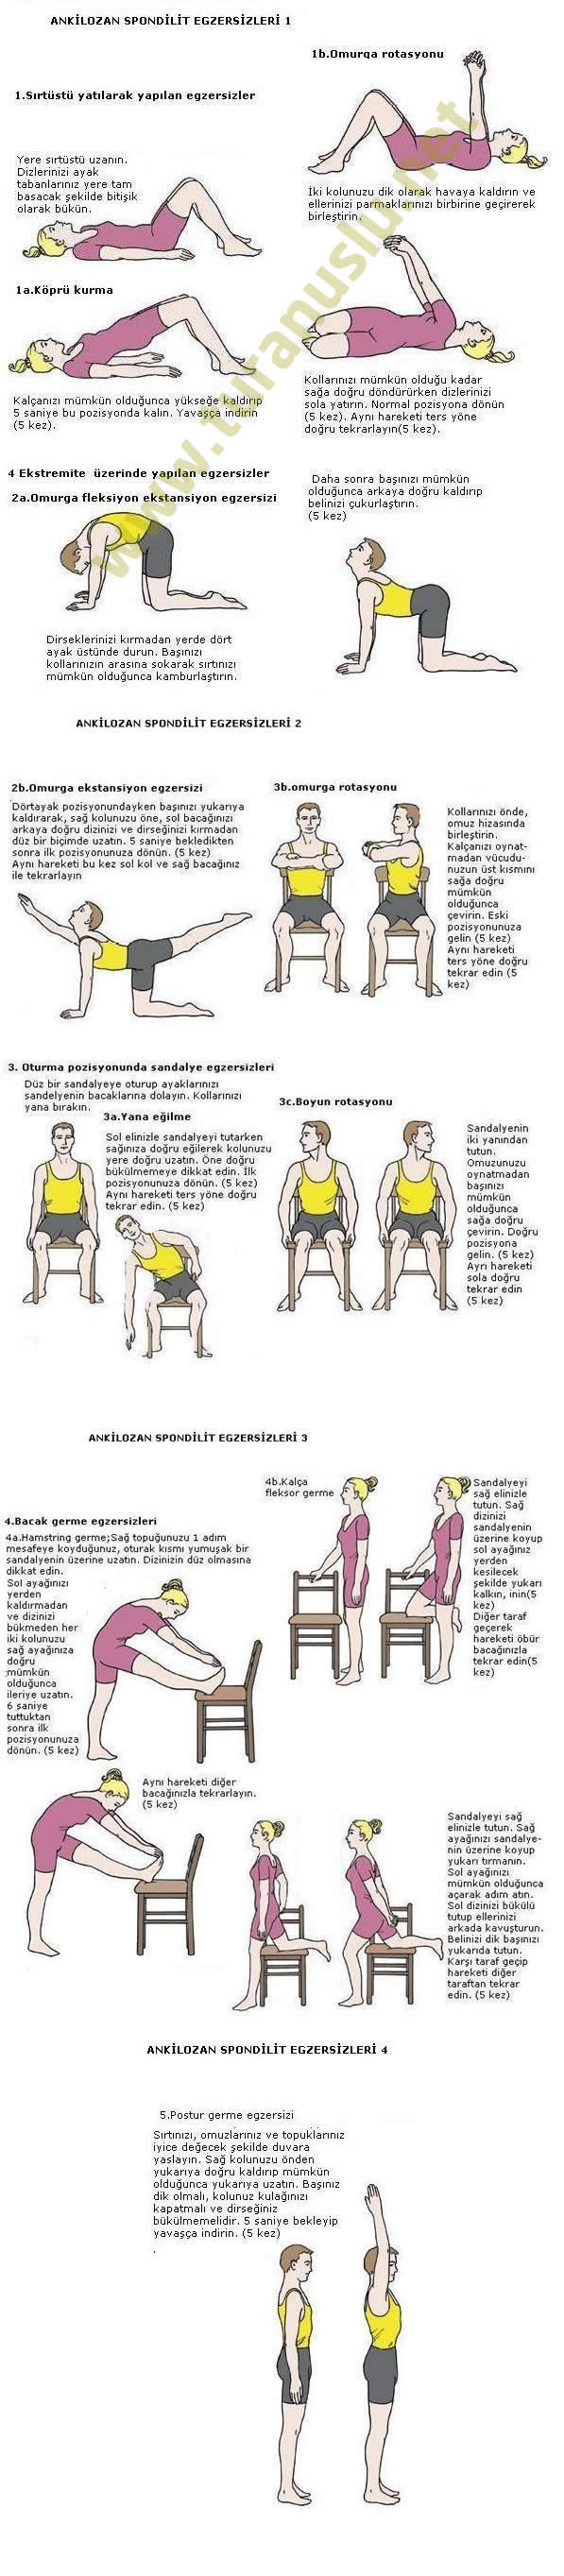 ANKİLOZAN SPONDİLİT EGZERSİZLERİ 1
1.Sırtüstü yatılarak yapılan egzersizler
Yere sırtüstü uzanın.
Dizlerinizi ayak
tabanlarınız yere tam
basacak şekilde bitişik
olarak bükün.
1b.Omurga rotasyonu
İki kolunuzu dik olarak havaya kaldırın ve
ellerinizi parmaklarınızı birbirine geçirerek
birleştirin.
1a.Köprü kurma
Kalçanızı mümkün olduğunca yükseğe kaldırıp
5 saniye bu pozisyonda kalın. Yavaşça indirin
(5 kez).
Kollarınızı mümkün olduğu kadar
sağa doğru döndürürken dizlerinizi
sola yatırın. Normal pozisyona dönün
(5 kez). Aynı hareketi ters yöne
doğru tekrarlayın(5 kez).
www.turanuslu.net
4 Ekstremite üzerinde yapılan egzersizler
2a.Omurga fleksiyon ekstansiyon egzersizi
Dirseklerinizi kırmadan yerde dört
ayak üstünde durun. Başınızı
kollarınızın arasına sokarak sırtınızı
mümkün olduğunca kamburlaştırın.
Daha sonra başınızı mümkün
olduğunca arkaya doğru kaldırıp
belinizi çukurlaştırın.
(5 kez)
ANKİLOZAN SPONDİLİT EGZERSİZLERİ 2
2b.Omurga ekstansiyon egzersizi
Dörtayak pozisyonundayken başınızı yukarıya
kaldırarak, sağ kolunuzu öne, sol bacağınızı
arkaya doğru dizinizi ve dirseğinizi kırmadan
düz bir biçimde uzatın. 5 saniye bekledikten
sonra ilk pozisyonunuza dönün. (5 kez)
Aynı hareketi bu kez sol kol ve sağ bacağınız
ile tekrarlayın
3b.omurga rotasyonu
Kollarınızı önde,
omuz hizasında
birleştirin.
Kalçanızı oynat-
madan vücudu-
nuzun üst kısmını
sağa doğru
mümkün
olduğunca
çevirin. Eski
pozisyonunuza
gelin (5 kez)
Aynı hareketi
ters yöne doğru
tekrar edin (5
kez)
3. Oturma pozisyonunda sandalye egzersizleri
Düz bir sandalyeye oturup ayaklarınızı
sandelyenin bacaklarına dolayın. Kollarınızı
yana bırakın.
3a.Yana eğilme
Sol elinizle sandalyeyi tutarken
sağınıza doğru eğilerek kolunuzu
yere doğru uzatın. Öne doğru
bükülmemeye dikkat edin. İlk
pozisyonunuza dönün. (5 kez)
Aynı hareketi ters yöne doğru
tekrar edin. (5 kez)
3c.Boyun rotasyonu
Sandalyenin
iki yanından
tutun.
Omuzunuzu
oynatmadan
başınızı
mümkün
olduğunca
sağa doğru
çevirin. Doğru
pozisyona
gelin. (5 kez)
Ayrı hareketi
sola doğru
tekrar edin
(5 kez)
ANKİLOZAN SPONDİLİT EGZERSİZLERİ 3
4.Bacak germe egzersizleri
4a.Hamstring germe;Sağ topuğunuzu 1 adım
mesafeye koyduğunuz, oturak kısmı yumuşak bir
sandalyenin üzerine uzatın. Dizinizin düz olmasına
dikkat edin.
Sol ayağınızı
yerden
kaldırmadan
ve dizinizi
bükmeden her
iki kolunuzu
sağ ayağınıza
doğru
mümkün
olduğunca
ileriye uzatın.
6 saniye
tuttuktan
sonra ilk
pozisyonunuza
dönün. (5 kez)
4b.Kalça
fleksor germe
Sandalyeyi
sağ elinizle
tutun. Sağ
dizinizi
sandalyenin
üzerine koyup
sol ayağınız
yerden
kesilecek
şekilde yukarı
kalkın, inin(5
kez)
Diğer taraf
geçerek
hareketi öbür
bacağınızla
tekrar edin(5
kez)
Aynı hareketi diğer
bacağınızla tekrarlayın.
(5 kez)
Sandalyeyi sağ
elinizle tutun. Sağ
ayağınızı sandalye-
nin üzerine koyup
yukarı tırmanın.
Sol ayağınızı
mümkün olduğunca
açarak adım atın.
Sol dizinizi bükülü
tutup ellerinizi
arkada kavuşturun.
Belinizi dik başınızı
yukarıda tutun.
Karşı taraf geçip
hareketi diğer
taraftan tekrar
edin. (5 kez)
ANKİLOZAN SPONDİLİT EGZERSİZLERİ 4
5.Postur germe egzersizi
Sırtınızı, omuzlarınız ve topuklarınız
iyice değecek şekilde duvara
yaslayın. Sağ kolunuzu önden
yukarıya doğru kaldırıp mümkün
olduğunca yukarıya uzatın. Başınız
dik olmalı, kolunuz kulağınızı
kapatmalı ve dirseğiniz
bükülmemelidir. 5 saniye bekleyip
yavaşça indirin. (5 kez)